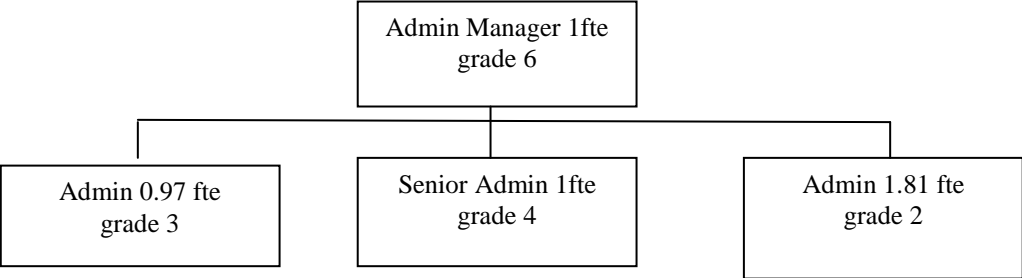 Admin Manager 1fte
grade 6
Admin 0.97 fte
grade 3
Senior Admin 1fte
grade 4
Admin 1.81 fte
grade 2